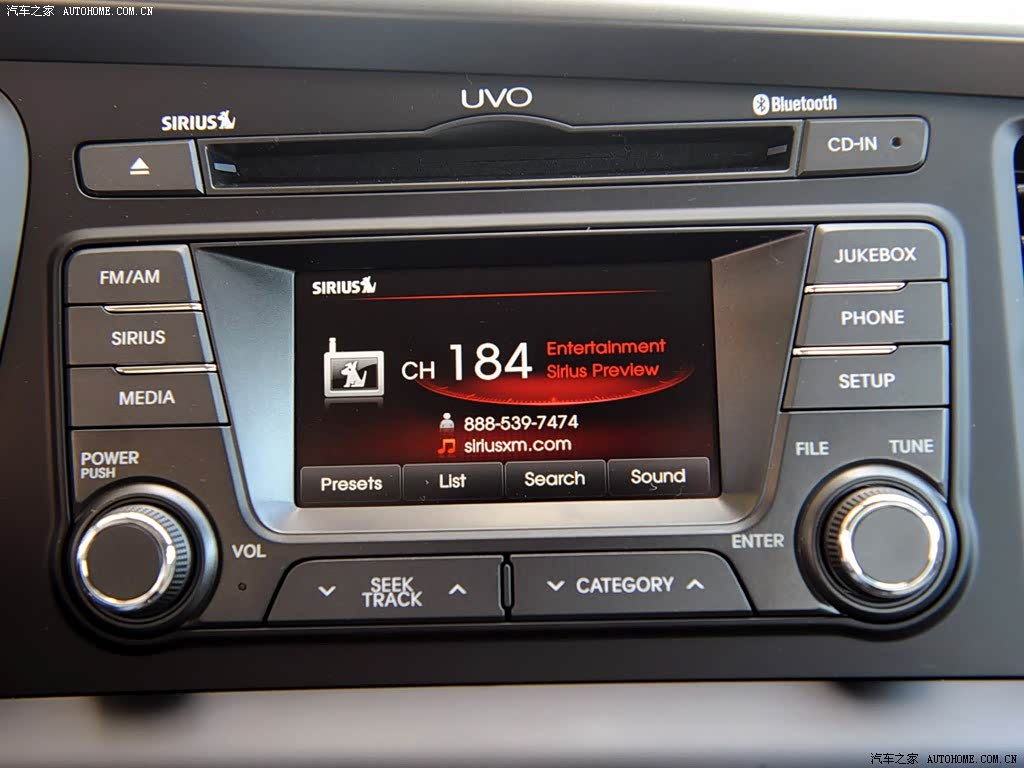 汽车之家 AUTOHOME.COM.CN
UVO
SIRIUS
Bluetooth
CD-IN
FM/AM
SIRIUS
MEDIA
POWER
PUSH
VOL
SIRIUS
CH 184
Entertainment
Sirius Preview
888-539-7474
siriusxm.com
Presets
List
Search
Sound
JUKEBOX
PHONE
SETUP
FILE
TUNE
ENTER
SEEK
TRACK
CATEGORY
汽车之家 AUTOHOME.COM.CN